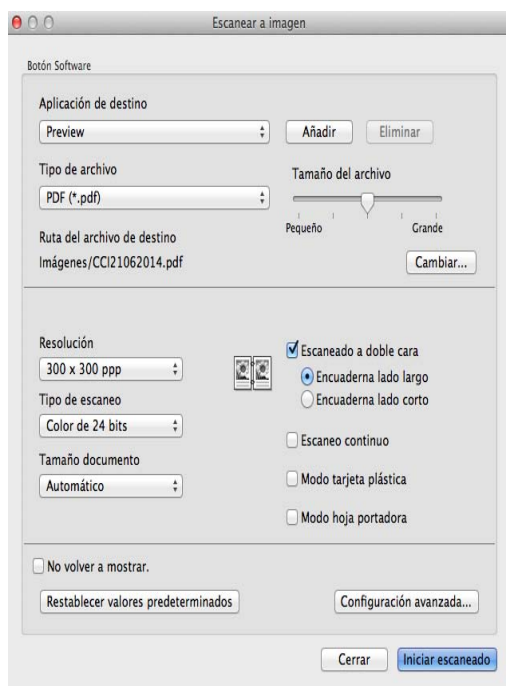 Escanear a imagen
Botón Software
Aplicación de destino
Preview
Añadir
Eliminar
Tipo de archivo
PDF (*.pdf)
Tamaño del archivo
Pequeño
Grande
Ruta del archivo de destino
Imágenes/CCI21062014.pdf
Cambiar...
Resolución
300 x 300 ppp
Tipo de escaneo
Color de 24 bits
Tamaño documento
Automático
Escaneado a doble cara
Encuaderna lado largo
Encuaderna lado corto
Escaneo continuo
Modo tarjeta plástica
Modo hoja portadora
No volver a mostrar.
Restablecer valores predeterminados
Configuración avanzada...
Cerrar
Iniciar escaneado